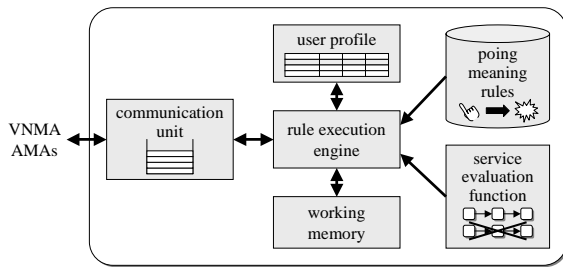 user profile
poing
meaning
rules
VNMA
AMAs
communication
unit
rule execution
engine
service
evaluation
function
working
memory